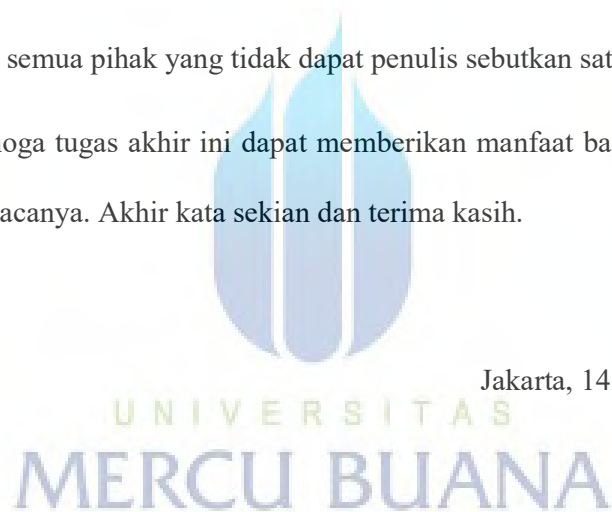 semua pihak yang tidak dapat penulis sebutkan sat
oga tugas akhir ini dapat memberikan manfaat ba
acanya. Akhir kata sekian dan terima kasih.
Jakarta, 14
UNIVERSITAS
MERCU BUANA